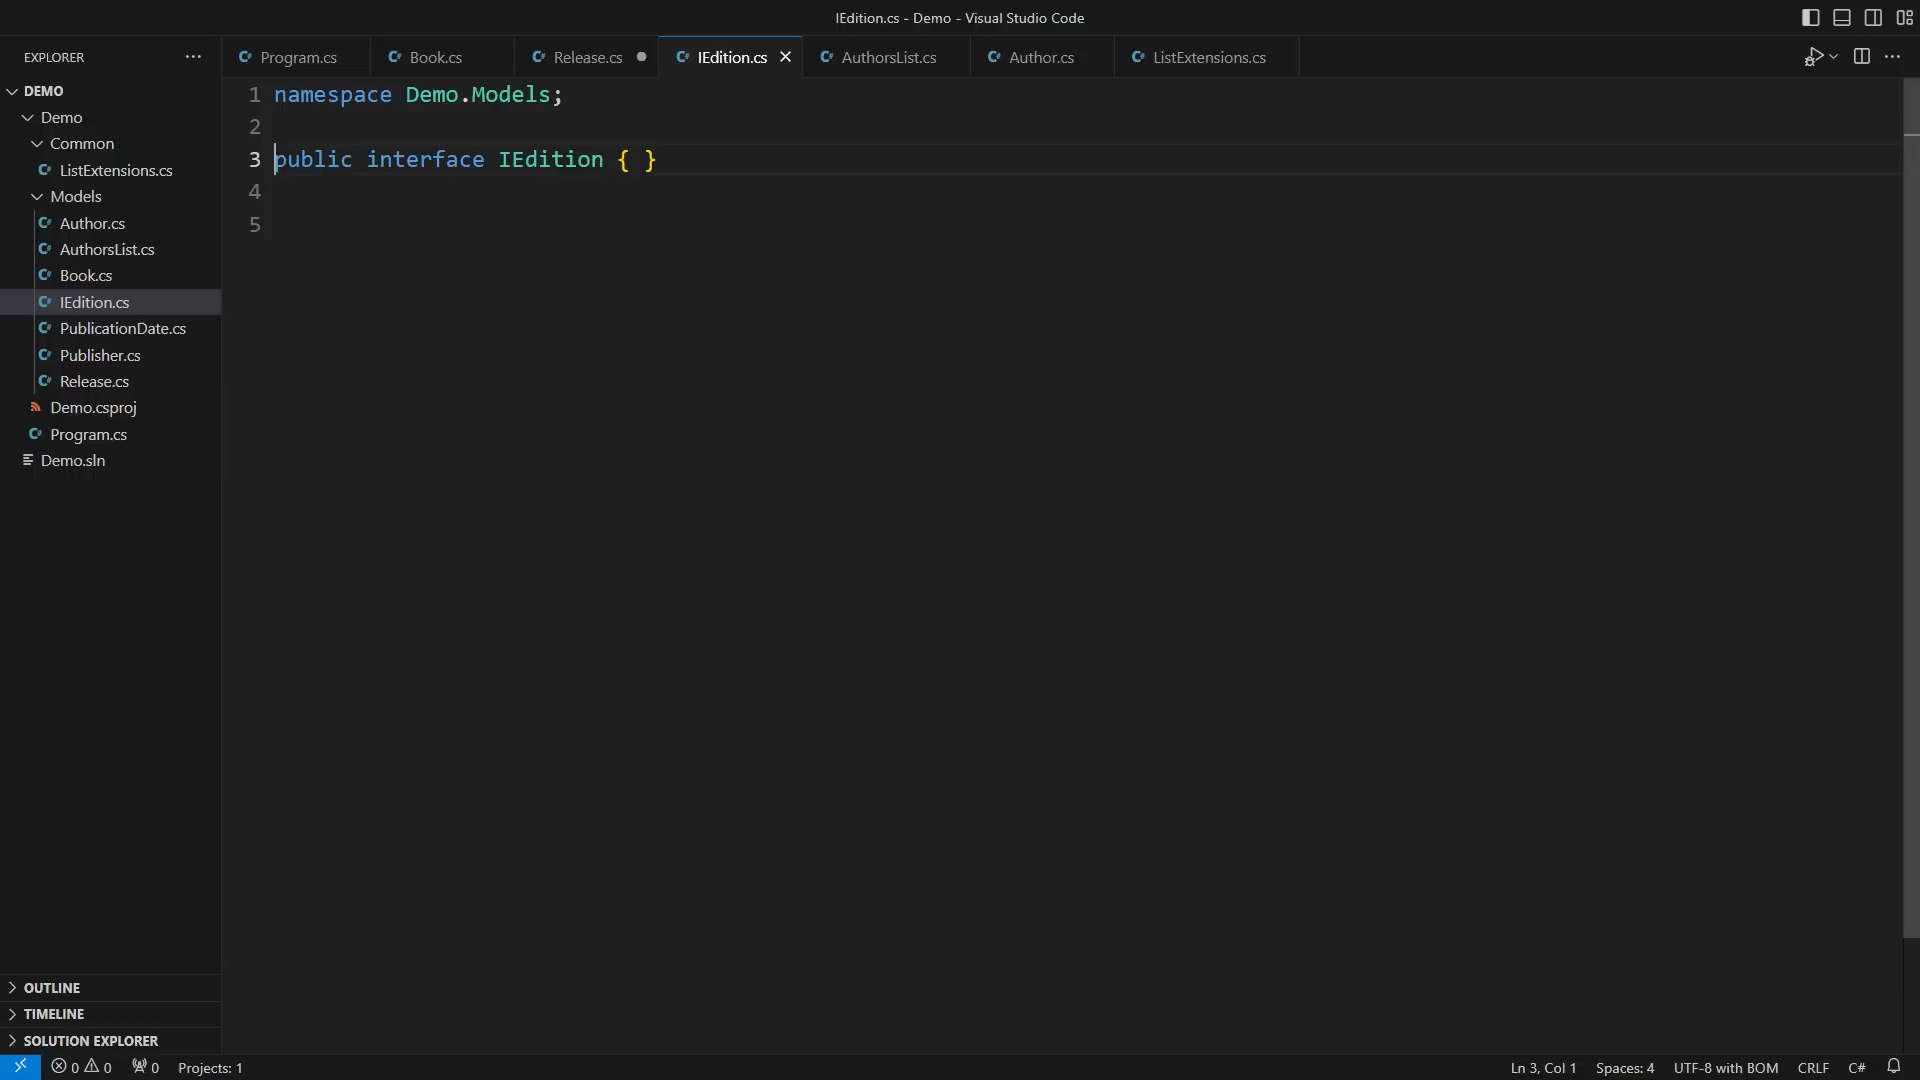 IEdition.cs - Demo - Visual Studio Code
EXPLORER
Program.cs
Book.cs
Release.cs
IEdition.cs
AuthorsList.cs
Author.cs
ListExtensions.cs
DEMO
Demo
Common
ListExtensions.cs
Models
Author.cs
AuthorsList.cs
Book.cs
IEdition.cs
PublicationDate.cs
Publisher.cs
Release.cs
Demo.csproj
Program.cs
Demo.sln
OUTLINE
TIMELINE
SOLUTION EXPLORER
1 namespace Demo.Models;
2
3 public interface IEdition { }
4
5
0 0 0 Projects: 1
Ln 3, Col 1 Spaces: 4 UTF-8 with BOM CRLF C#